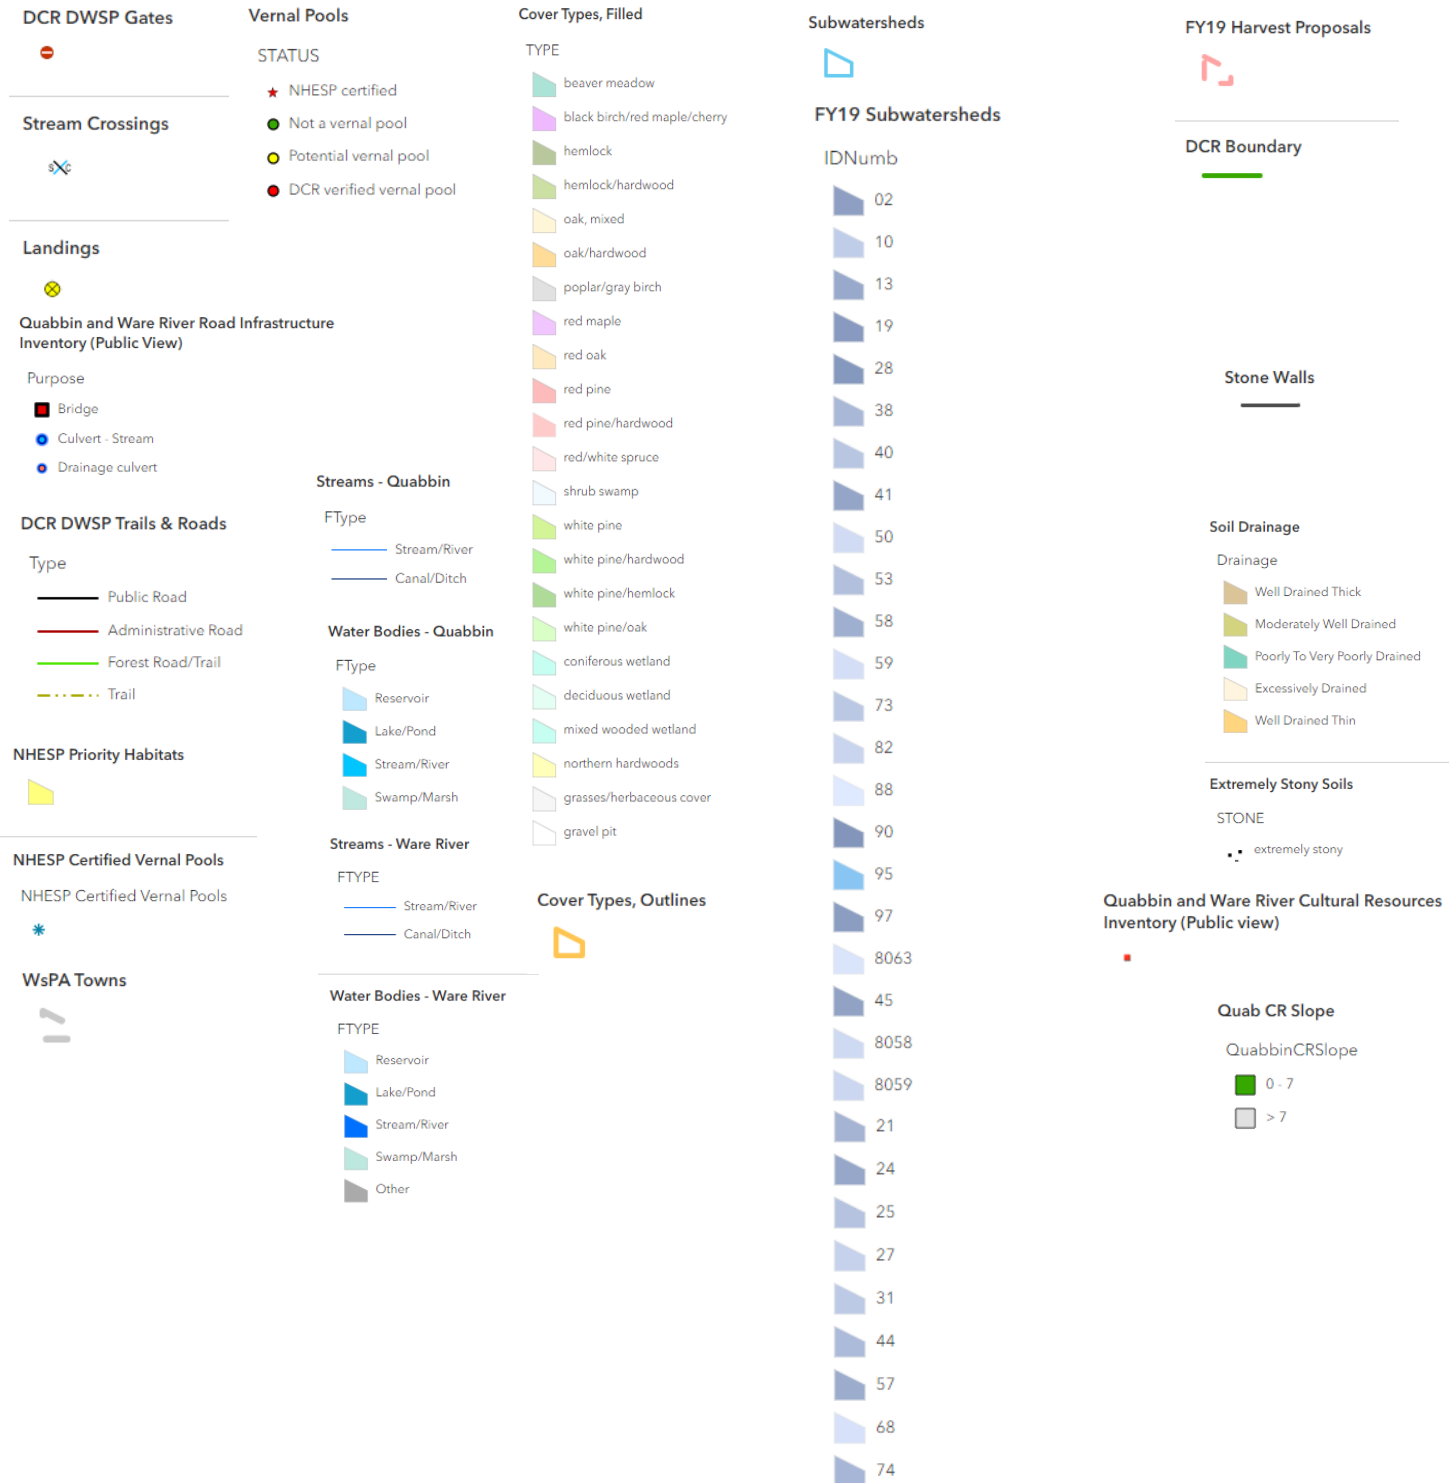 DCR DWSP Gates
Stream Crossings
s c
Landings
Quabbin and Ware River Road Infrastructure
Inventory (Public View)
Purpose
Bridge
Culvert - Stream
Drainage culvert
DCR DWSP Trails & Roads
Type
Public Road
Administrative Road
Forest Road/Trail
Trail
NHESP Priority Habitats
NHESP Certified Vernal Pools
NHESP Certified Vernal Pools
WsPA Towns
Vernal Pools
STATUS
NHESP certified
Not a vernal pool
Potential vernal pool
DCR verified vernal pool
Streams - Quabbin
FType
Stream/River
Canal/Ditch
Water Bodies - Quabbin
FType
Reservoir
Lake/Pond
Stream/River
Swamp/Marsh
Streams - Ware River
FTYPE
Stream/River
Canal/Ditch
Water Bodies - Ware River
FTYPE
Reservoir
Lake/Pond
Stream/River
Swamp/Marsh
Other
Cover Types, Filled
TYPE
beaver meadow
black birch/red maple/cherry
hemlock
hemlock/hardwood
oak, mixed
oak/hardwood
poplar/gray birch
red maple
red oak
red pine
red pine/hardwood
red/white spruce
shrub swamp
white pine
white pine/hardwood
white pine/hemlock
white pine/oak
coniferous wetland
deciduous wetland
mixed wooded wetland
northern hardwoods
grasses/herbaceous cover
gravel pit
Cover Types, Outlines
Subwatersheds
FY19 Subwatersheds
IDNumb
02
10
13
19
28
38
40
41
50
53
58
59
73
82
88
90
95
97
8063
45
8058
8059
21
24
25
27
31
44
57
68
74
FY19 Harvest Proposals
DCR Boundary
Stone Walls
Soil Drainage
Drainage
Well Drained Thick
Moderately Well Drained
Poorly To Very Poorly Drained
Excessively Drained
Well Drained Thin
Extremely Stony Soils
STONE
extremely stony
Quabbin and Ware River Cultural Resources
Inventory (Public view)
Quab CR Slope
QuabbinCRSlope
0 - 7
> 7